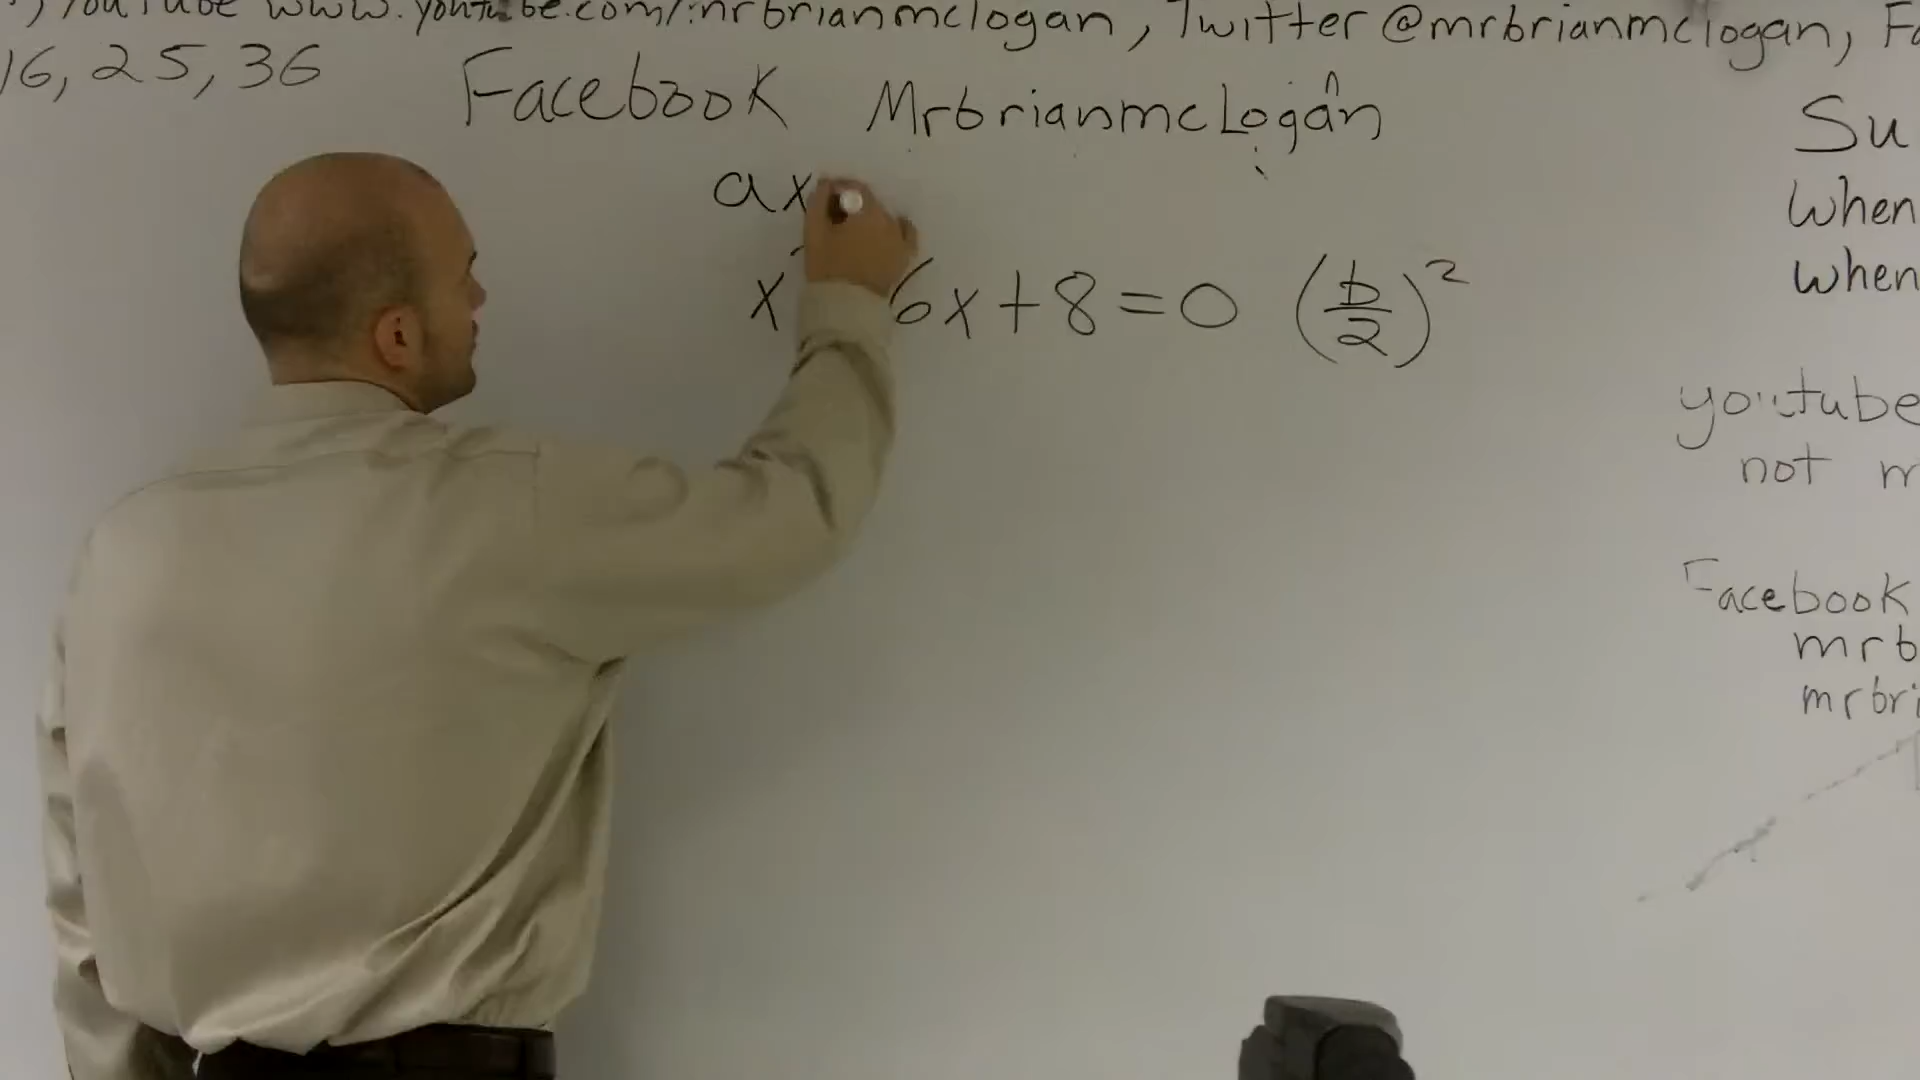 YouTube www.youtube.com/mrbrianmclogan, Twitter @mrbrianmclogan,
16, 25, 36
Facebook MrbrianmcLogan
ax
x² 6x+8=0 (b/2)²
Su
When
when
youtube
not m
Facebook
mrb
mrbri